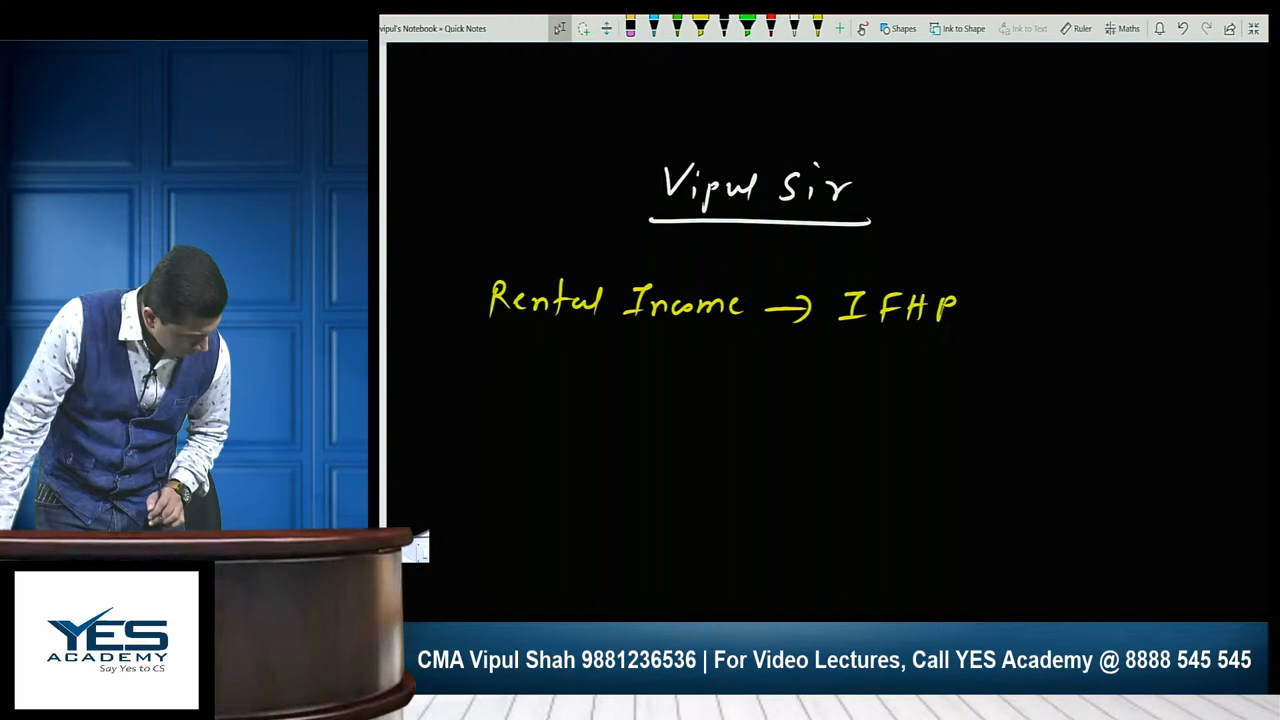 vipul's Notebook » Quick Notes
Shapes
Ink to Shape
Ink to Text
Ruler
Maths
Vipul Sir
Rental Income → IFHP
YES
ACADEMY
Say Yes to CS
CMA Vipul Shah 9881236536 | For Video Lectures, Call YES Academy @ 8888 545 545